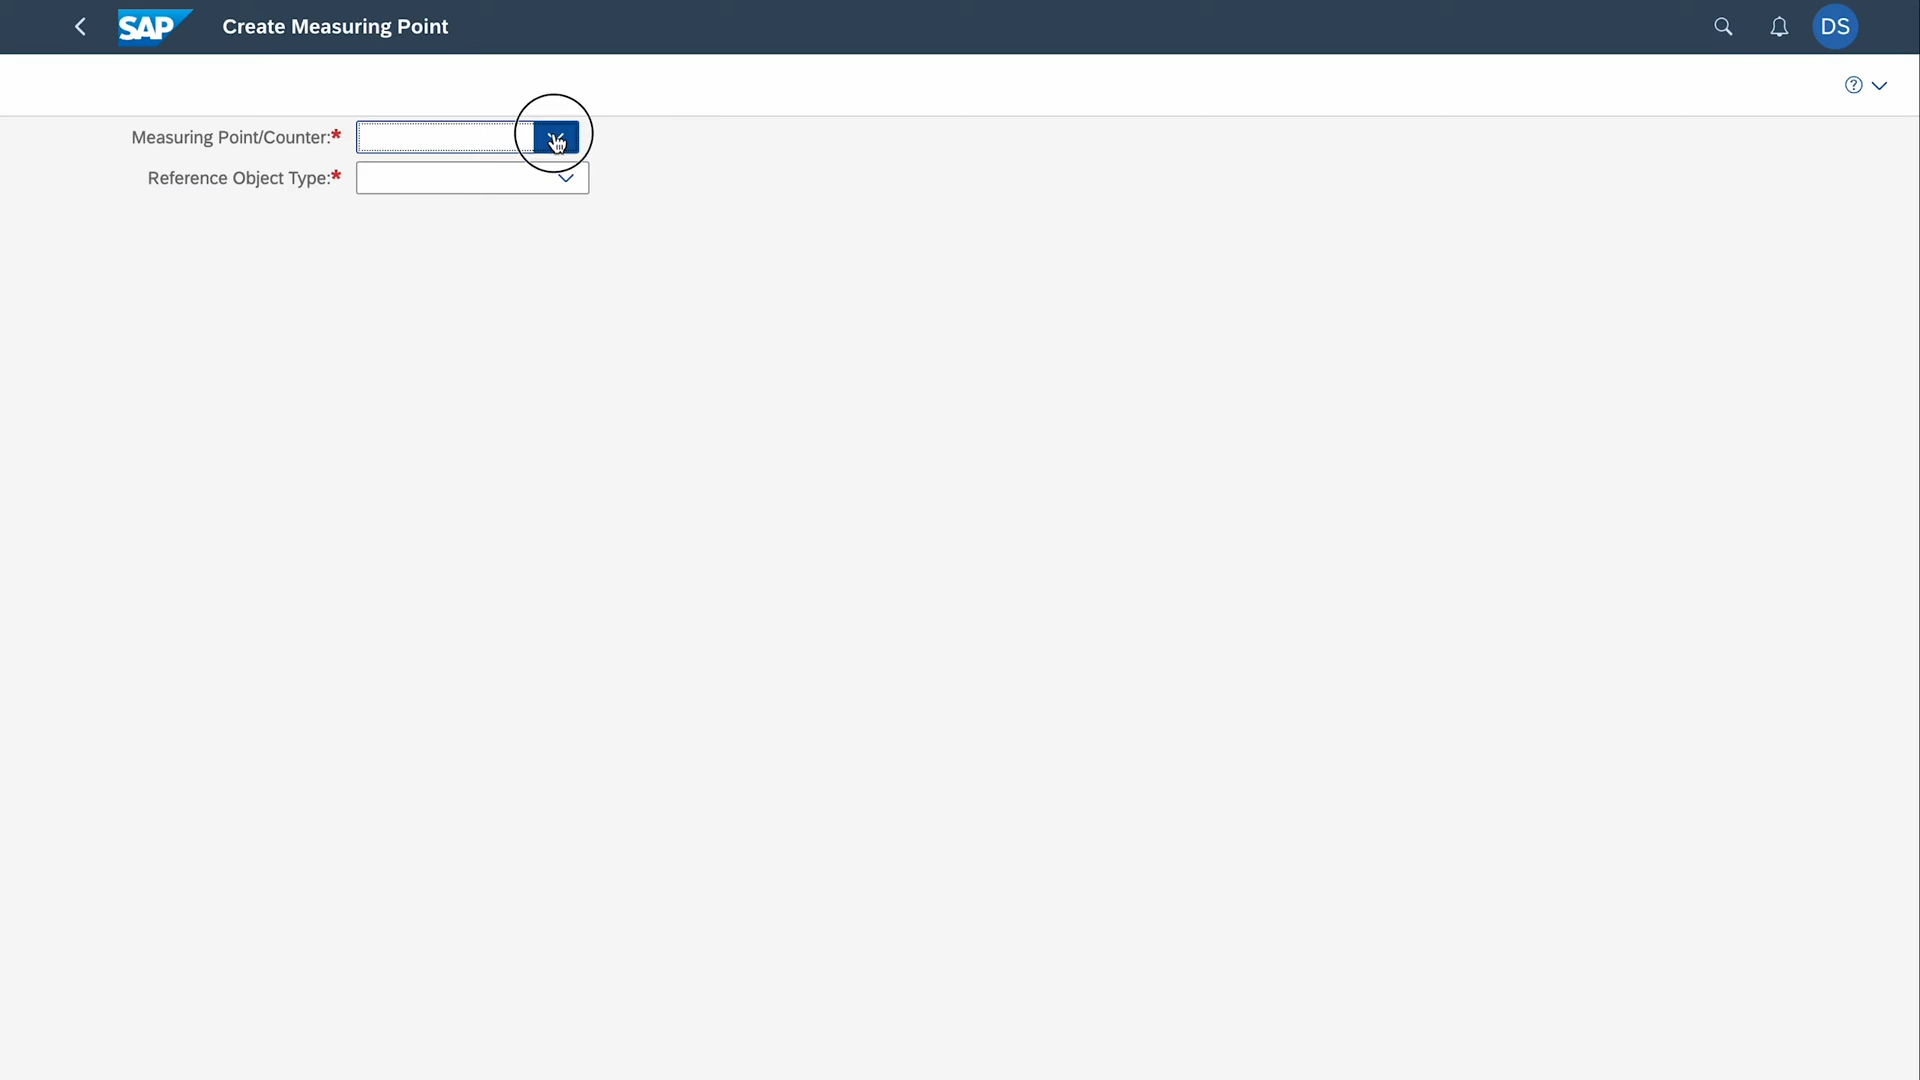 SAP Create Measuring Point DS
Measuring Point/Counter:*
Reference Object Type:*